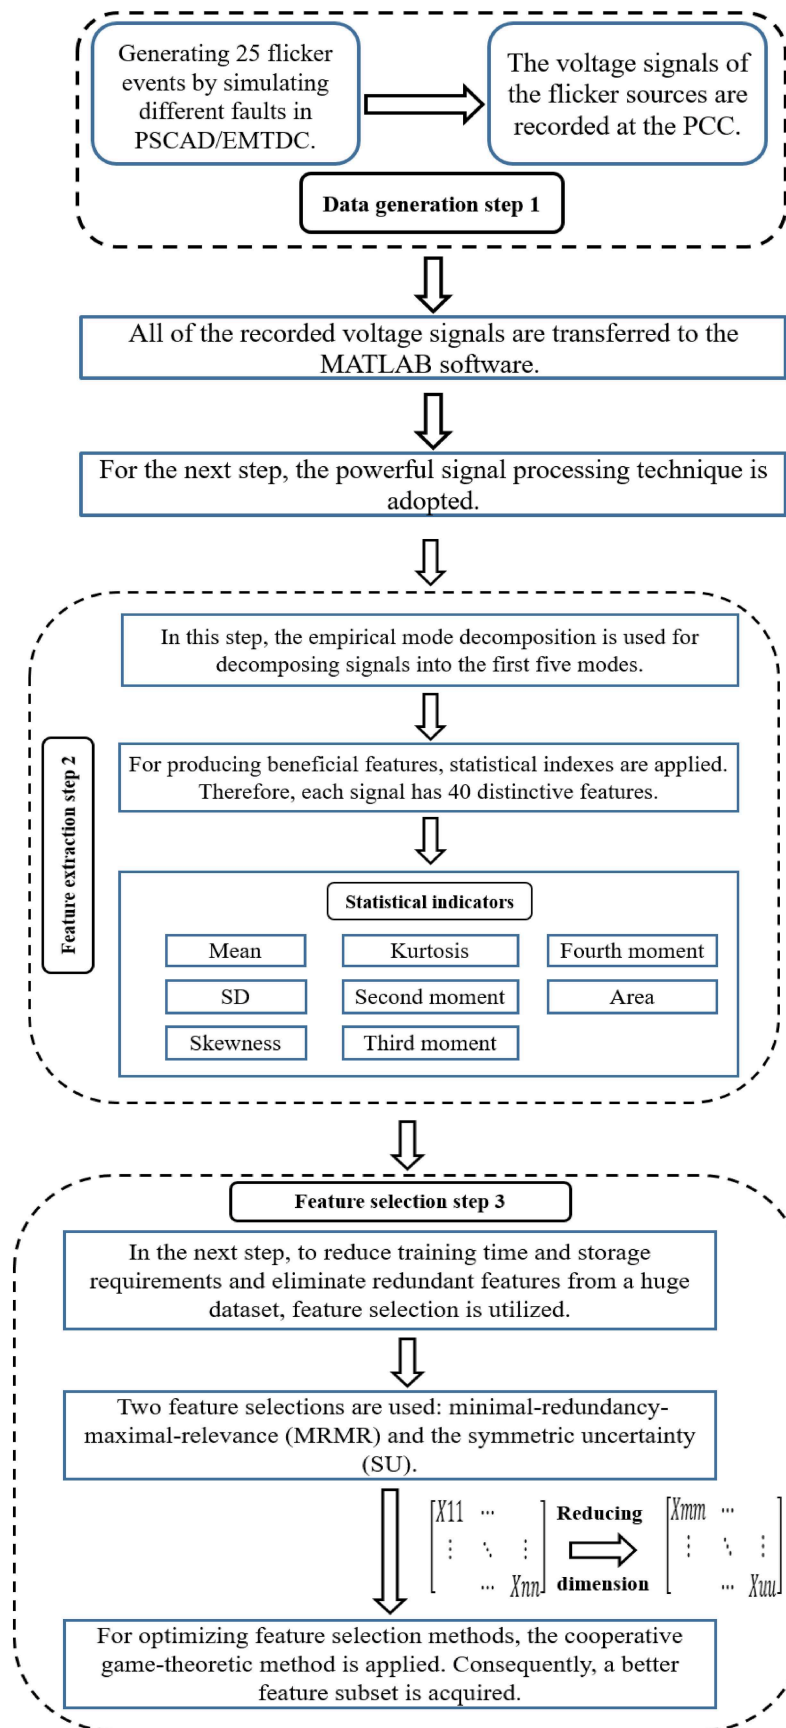 Generating 25 flicker
events by simulating
different faults in
PSCAD/EMTDC.
The voltage signals of
the flicker sources are
recorded at the PCC.
Data generation step 1
All of the recorded voltage signals are transferred to the
MATLAB software.
For the next step, the powerful signal processing technique is
adopted.
Feature extraction step 2
In this step, the empirical mode decomposition is used for
decomposing signals into the first five modes.
For producing beneficial features, statistical indexes are applied.
Therefore, each signal has 40 distinctive features.
Statistical indicators
Mean
Kurtosis
Fourth moment
SD
Second moment
Area
Skewness
Third moment
Feature selection step 3
In the next step, to reduce training time and storage
requirements and eliminate redundant features from a huge
dataset, feature selection is utilized.
Two feature selections are used: minimal-redundancy-
maximal-relevance (MRMR) and the symmetric uncertainty
(SU).
X11 ⋯
⋮ ⋱ ⋮
⋯ Xnn
Reducing
dimension
Xmm ⋯
⋮ ⋱ ⋮
⋯ Xuu
For optimizing feature selection methods, the cooperative
game-theoretic method is applied. Consequently, a better
feature subset is acquired.